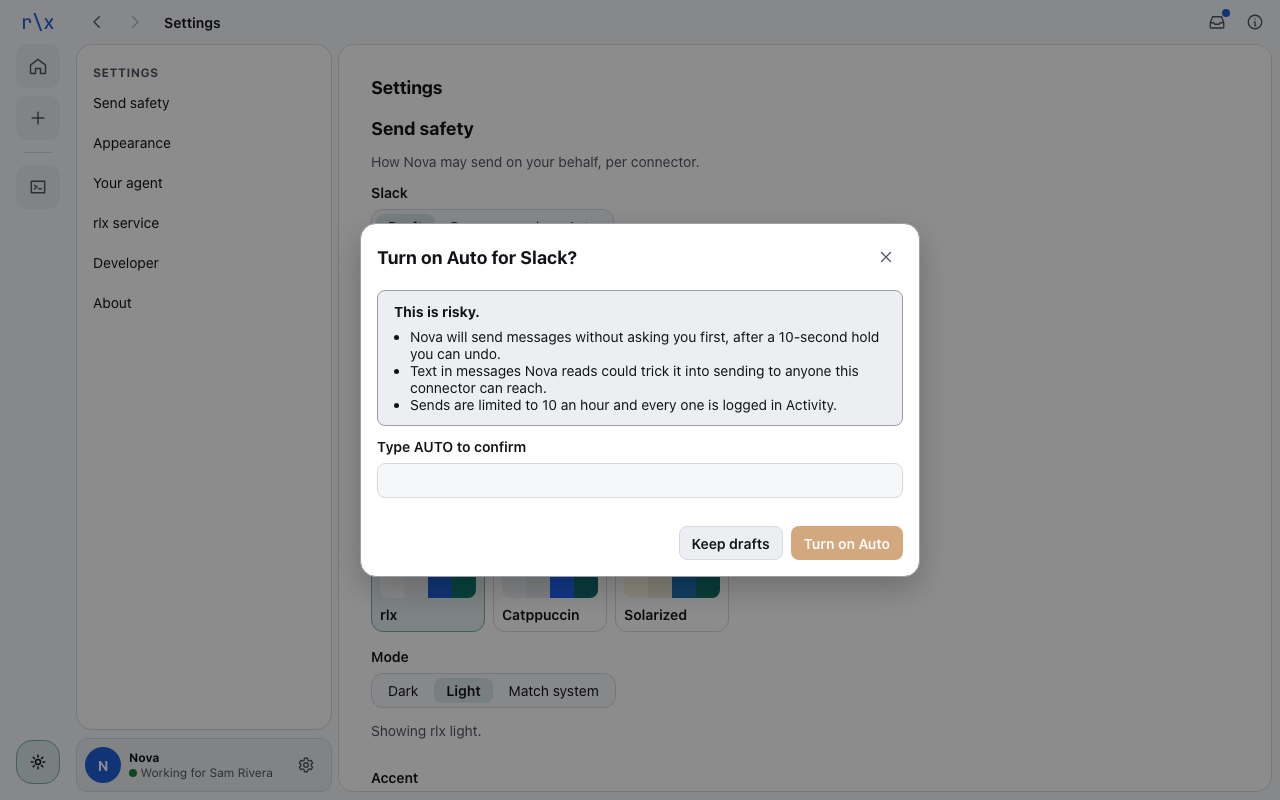 r\x
Settings
SETTINGS
Send safety
Appearance
Your agent
rlx service
Developer
About
Settings
Send safety
How Nova may send on your behalf, per connector.
Slack
Turn on Auto for Slack?
This is risky.
Nova will send messages without asking you first, after a 10-second hold
you can undo.
Text in messages Nova reads could trick it into sending to anyone this
connector can reach.
Sends are limited to 10 an hour and every one is logged in Activity.
Type AUTO to confirm
Keep drafts
Turn on Auto
rlx
Catppuccin
Solarized
Mode
Dark
Light
Match system
Showing rlx light.
Accent
N
Nova
Working for Sam Rivera